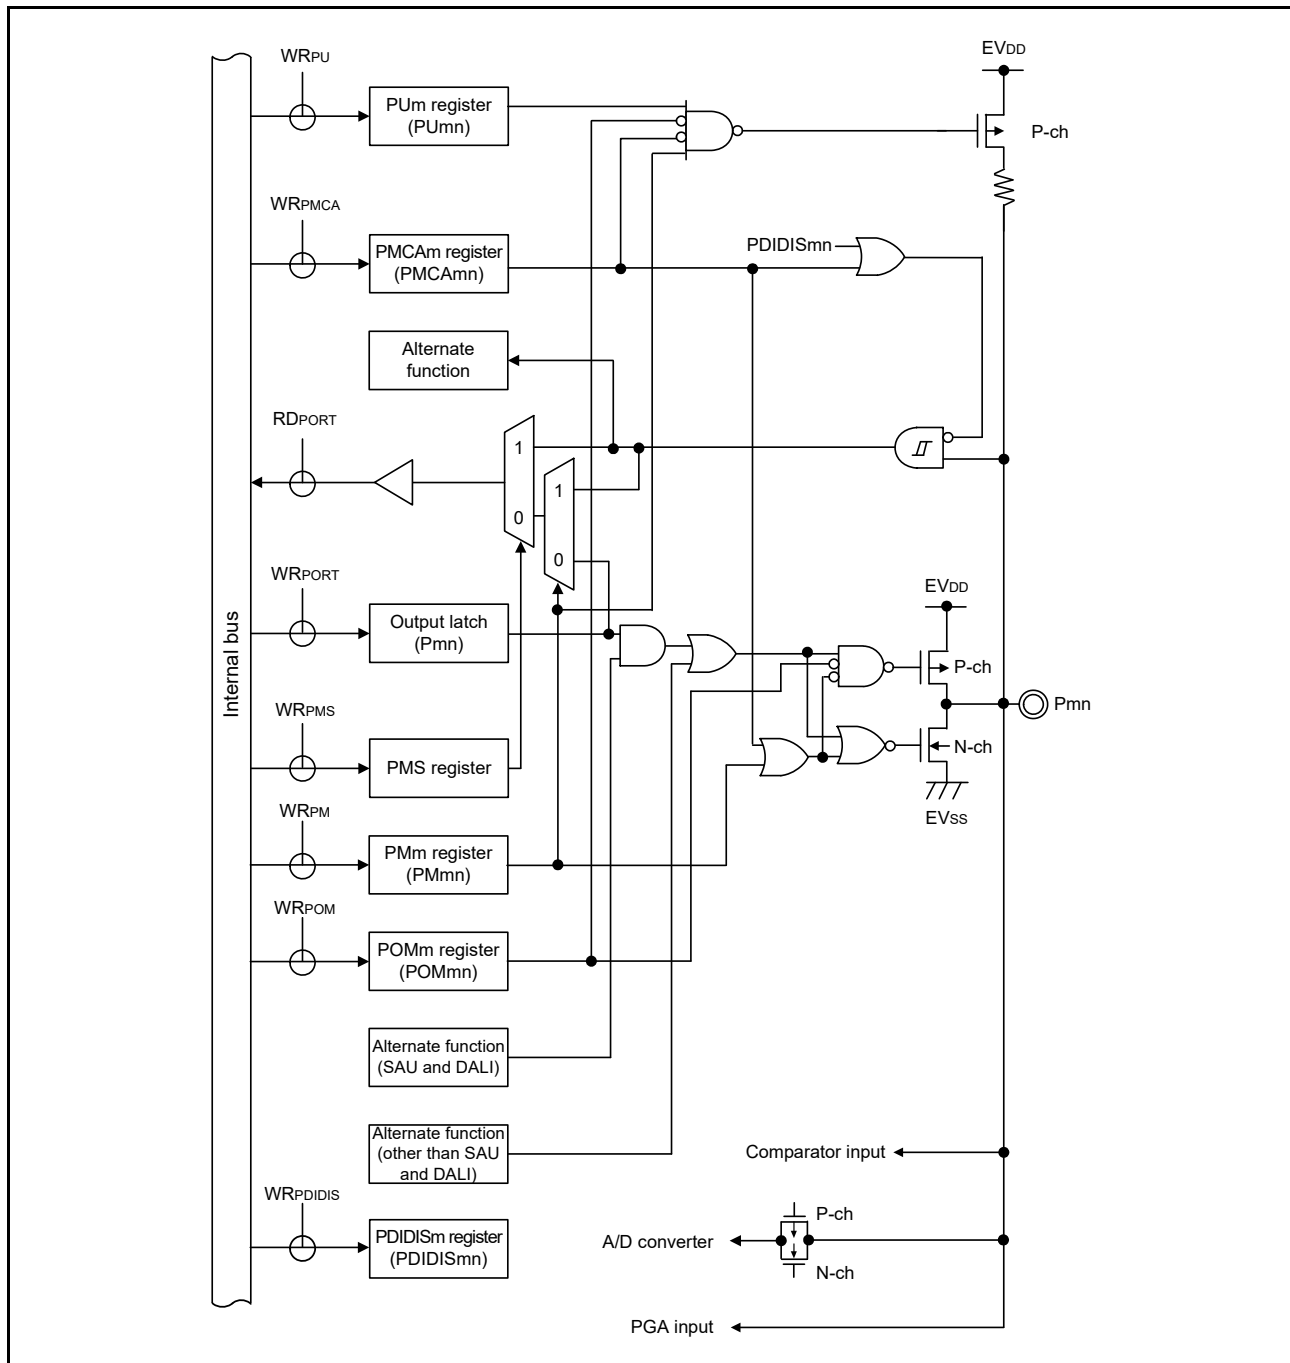 WRPU
EVDD
PUm register
(PUmn)
P-ch
WRPMCA
PMCAm register
(PMCAmn)
PDIDISmn
Alternate
function
RDPORT
1
0
1
0
WRPORT
Output latch
(Pmn)
EVDD
P-ch
Pmn
N-ch
EVSS
Internal bus
WRPMS
PMS register
WRPM
PMm register
(PMmn)
WRPOM
POMm register
(POMmn)
Alternate function
(SAU and DALI)
Alternate function
(other than SAU
and DALI)
Comparator input
WRPDIDIS
PDIDISm register
(PDIDISmn)
P-ch
A/D converter
N-ch
PGA input